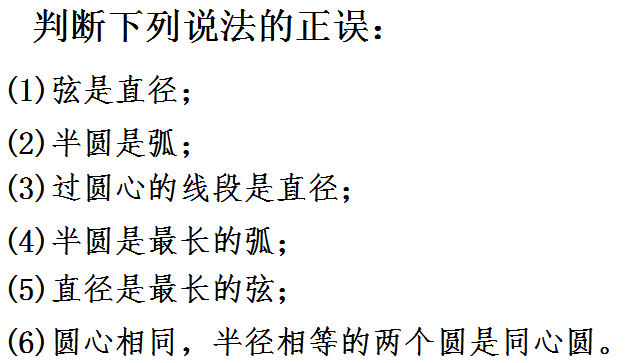 判断下列说法的正误：
(1)弦是直径；
(2)半圆是弧；
(3)过圆心的线段是直径；
(4)半圆是最长的弧；
(5)直径是最长的弦；
(6)圆心相同，半径相等的两个圆是同心圆。